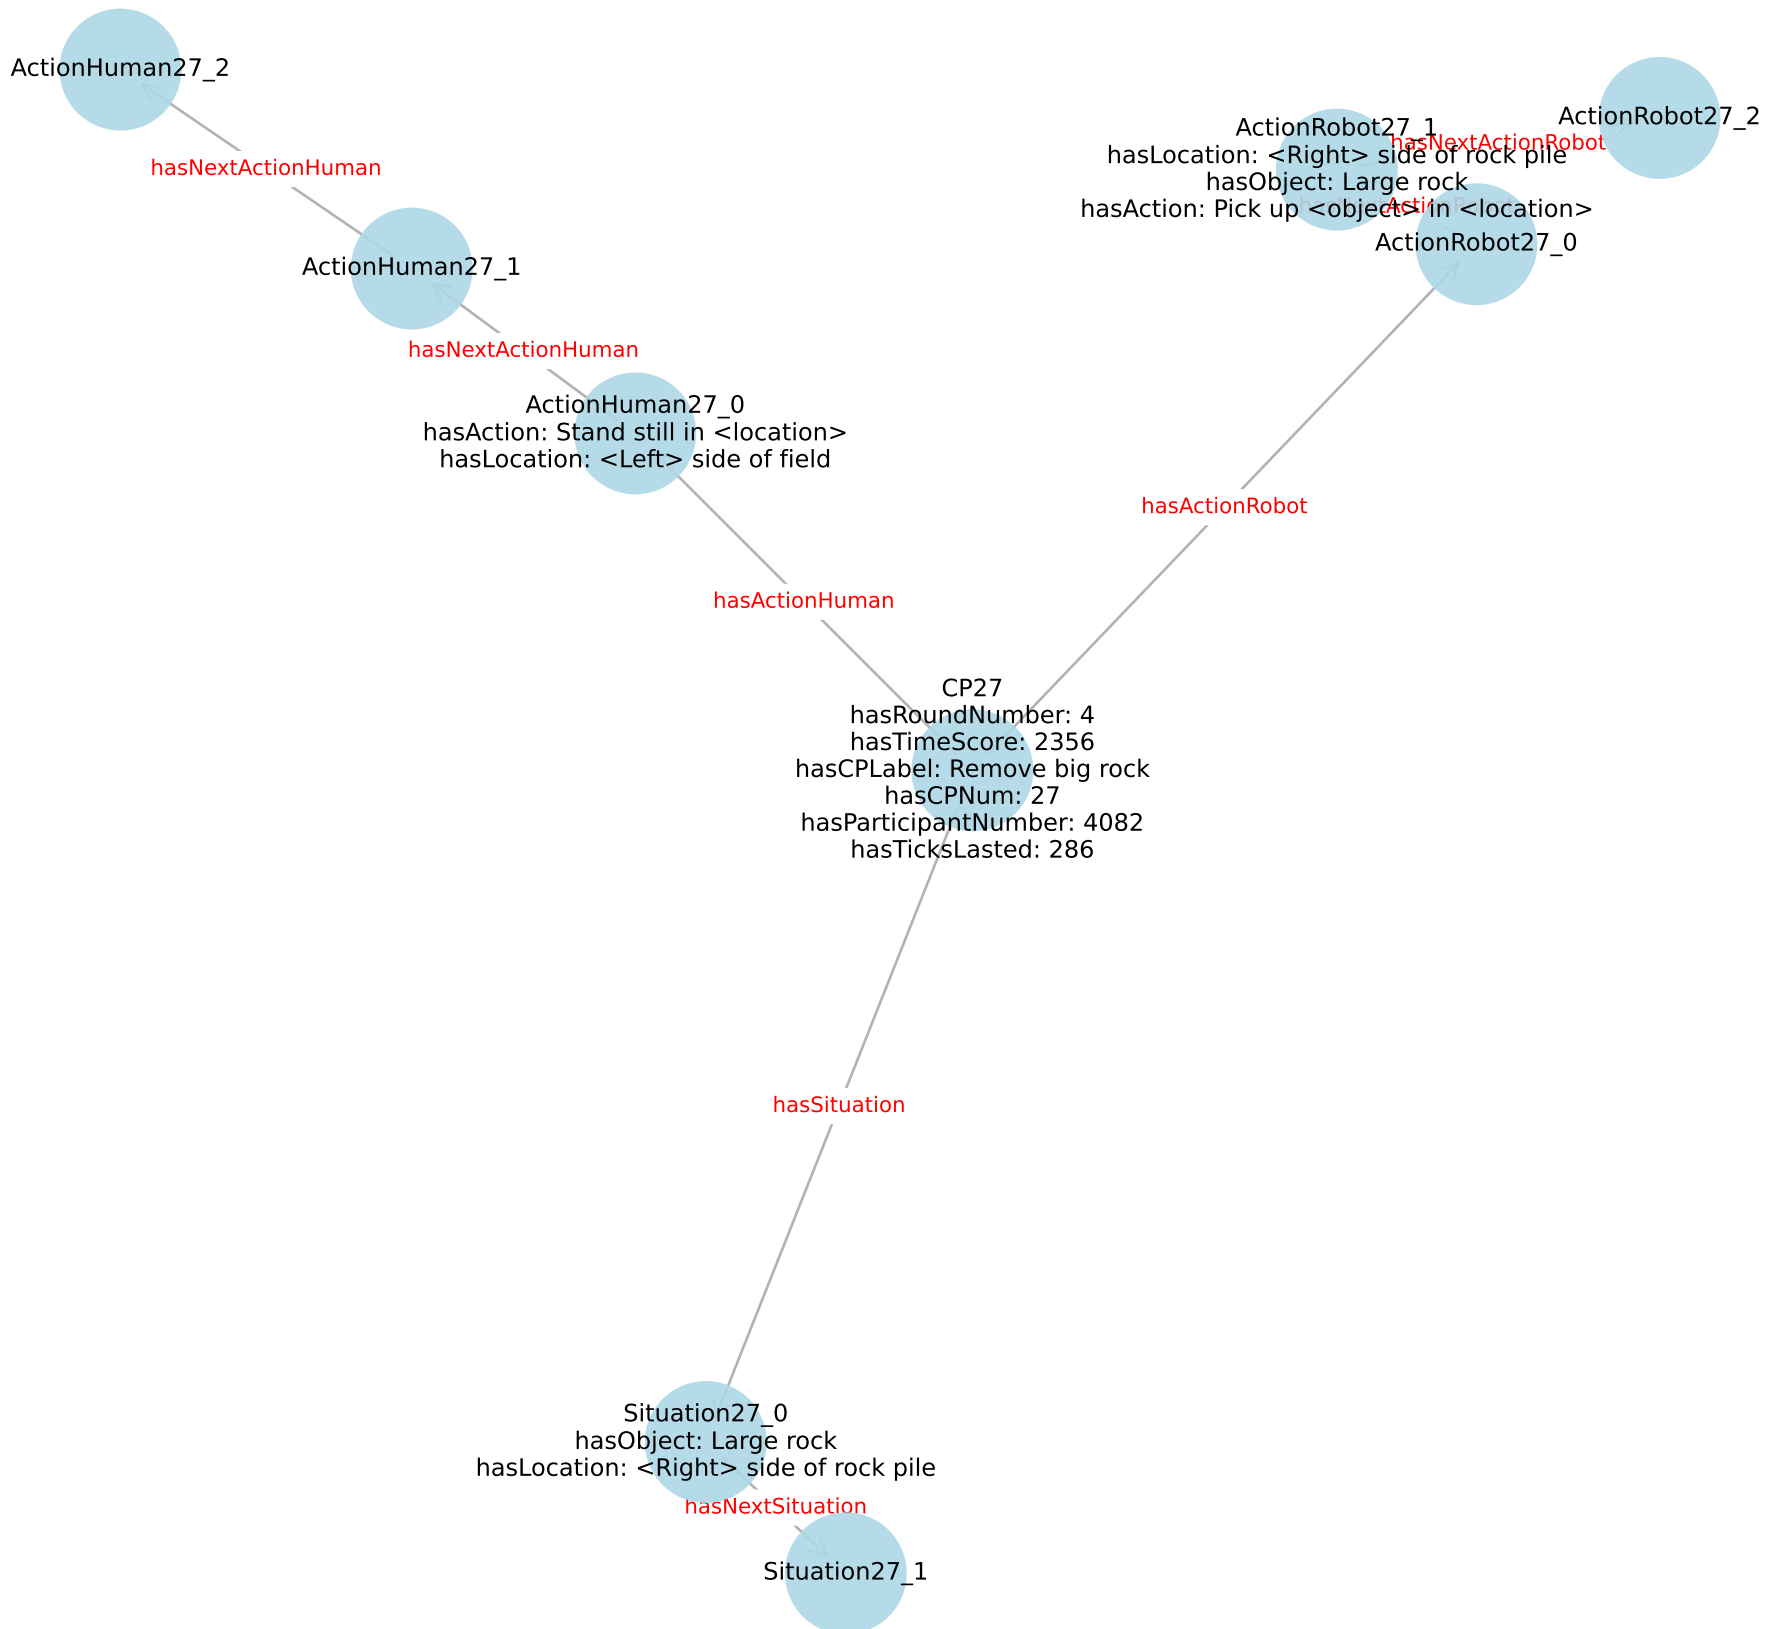 ActionHuman27_2
hasNextActionHuman
ActionHuman27_1
hasNextActionHuman
ActionHuman27_0
hasAction: Stand still in <location>
hasLocation: <Left> side of field
hasActionHuman
ActionRobot27_2
hasNextActionRobot
ActionRobot27_1
hasLocation: <Right> side of rock pile
hasObject: Large rock
hasAction: Pick up <object> in <location>
ActionRobot27_0
hasActionRobot
CP27
hasRoundNumber: 4
hasTimeScore: 2356
hasCPLabel: Remove big rock
hasCPNum: 27
hasParticipantNumber: 4082
hasTicksLasted: 286
hasSituation
Situation27_0
hasObject: Large rock
hasLocation: <Right> side of rock pile
hasNextSituation
Situation27_1